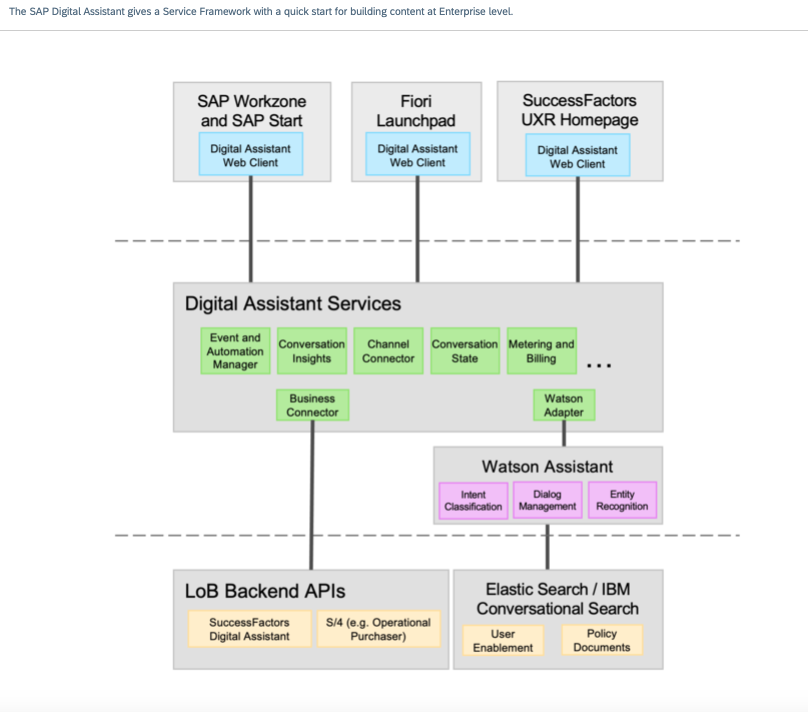 The SAP Digital Assistant gives a Service Framework with a quick start for building content at Enterprise level.
SAP Workzone
and SAP Start
Digital Assistant
Web Client
Fiori
Launchpad
Digital Assistant
Web Client
SuccessFactors
UXR Homepage
Digital Assistant
Web Client
Digital Assistant Services
Event and
Automation
Manager
Conversation
Insights
Channel
Connector
Conversation
State
Metering and
Billing
...
Business
Connector
Watson
Adapter
Watson Assistant
Intent
Classification
Dialog
Management
Entity
Recognition
LoB Backend APIs
SuccessFactors
Digital Assistant
S/4 (e.g. Operational
Purchaser)
Elastic Search / IBM
Conversational Search
User
Enablement
Policy
Documents